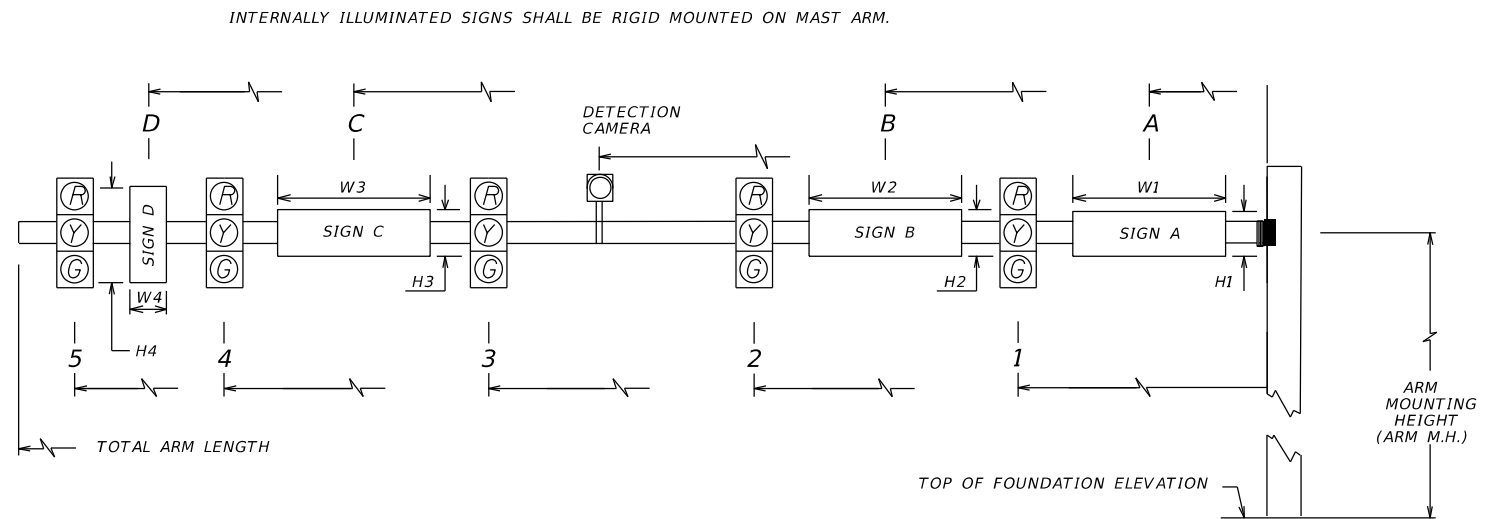 INTERNALLY ILLUMINATED SIGNS SHALL BE RIGID MOUNTED ON MAST ARM.
DETECTION
CAMERA
D
C
B
A
W3
W2
W1
R
R
R
R
R
SIGN D
Y
Y
SIGN C
Y
Y
SIGN B
Y
SIGN A
G
G
G
G
G
H3
H2
H1
W4
H4
5
4
3
2
1
ARM
MOUNTING
HEIGHT
(ARM M.H.)
TOTAL ARM LENGTH
TOP OF FOUNDATION ELEVATION